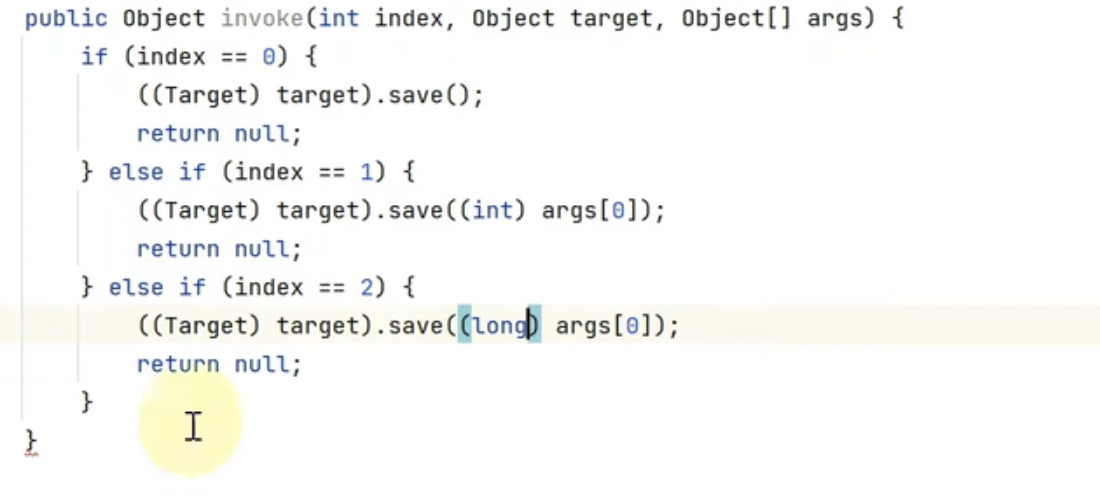 public Object invoke(int index, Object target, Object[] args) {
    if (index == 0) {
        ((Target) target).save();
        return null;
    } else if (index == 1) {
        ((Target) target).save((int) args[0]);
        return null;
    } else if (index == 2) {
        ((Target) target).save((long) args[0]);
        return null;
    }
}